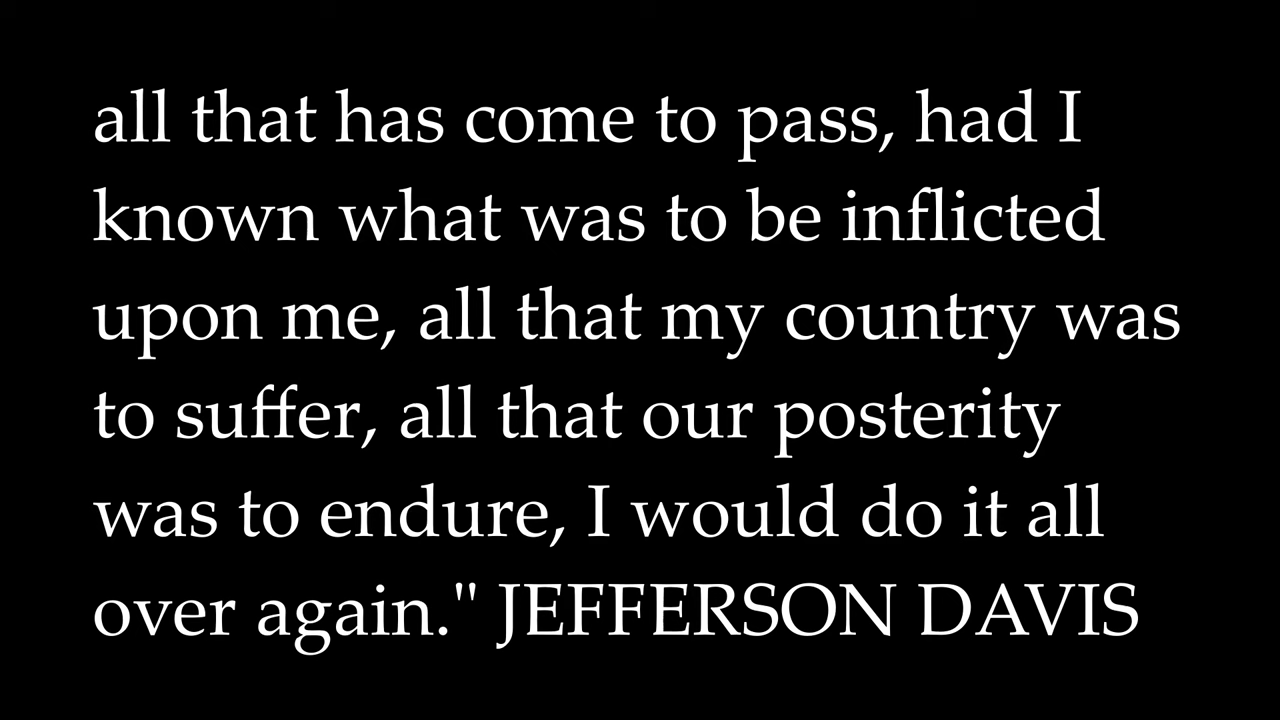 all that has come to pass, had I
known what was to be inflicted
upon me, all that my country was
to suffer, all that our posterity
was to endure, I would do it all
over again." JEFFERSON DAVIS